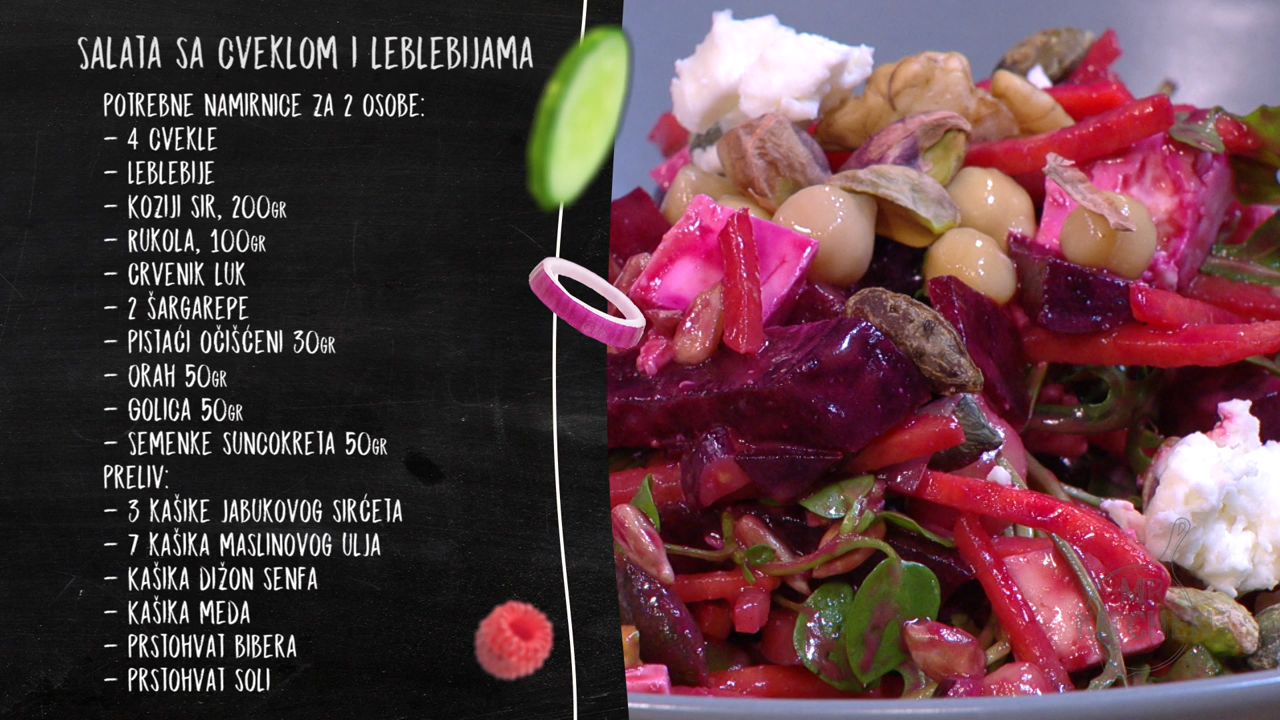 SALATA SA CVEKLOM I LEBLEBIJAMA
POTREBNE NAMIRNICE ZA 2 OSOBE:
- 4 CVEKLE
- LEBLEBIJE
- KOZIJI SIR, 200GR
- RUKOLA, 100GR
- CRVENIK LUK
- 2 ŠARGAREPE
- PISTAĆI OČIŠĆENI 30GR
- ORAH 50GR
- GOLICA 50GR
- SEMENKE SUNCOKRETA 50GR
PRELIV:
- 3 KAŠIKE JABUKOVOG SIRĆETA
- 7 KAŠIKA MASLINOVOG ULJA
- KAŠIKA DIŽON SENFA
- KAŠIKA MEDA
- PRSTOHVAT BIBERA
- PRSTOHVAT SOLI